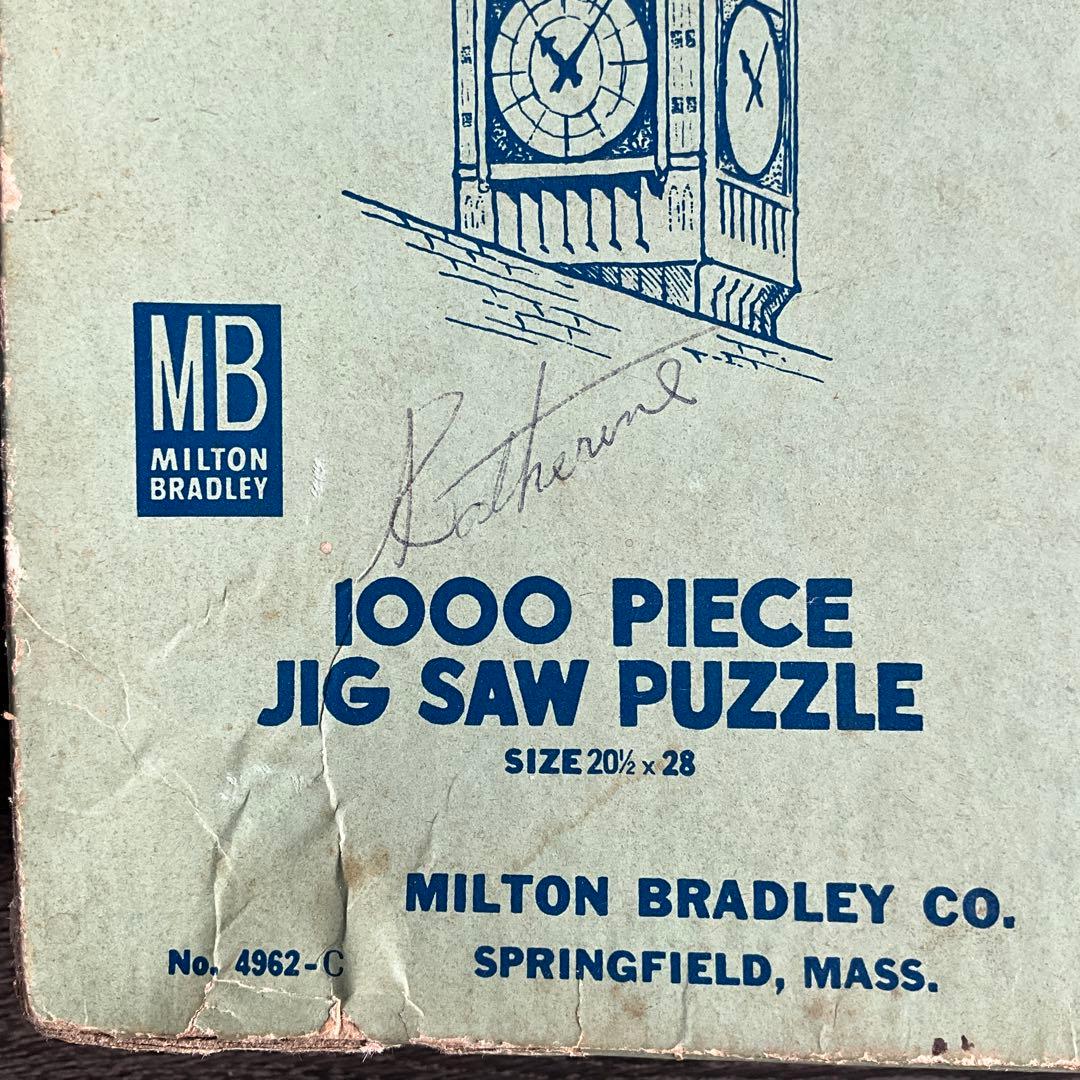 MB
MILTON
BRADLEY
Katherine
1000 PIECE
JIG SAW PUZZLE
SIZE 20½ x 28
MILTON BRADLEY CO.
No. 4962-C
SPRINGFIELD, MASS.